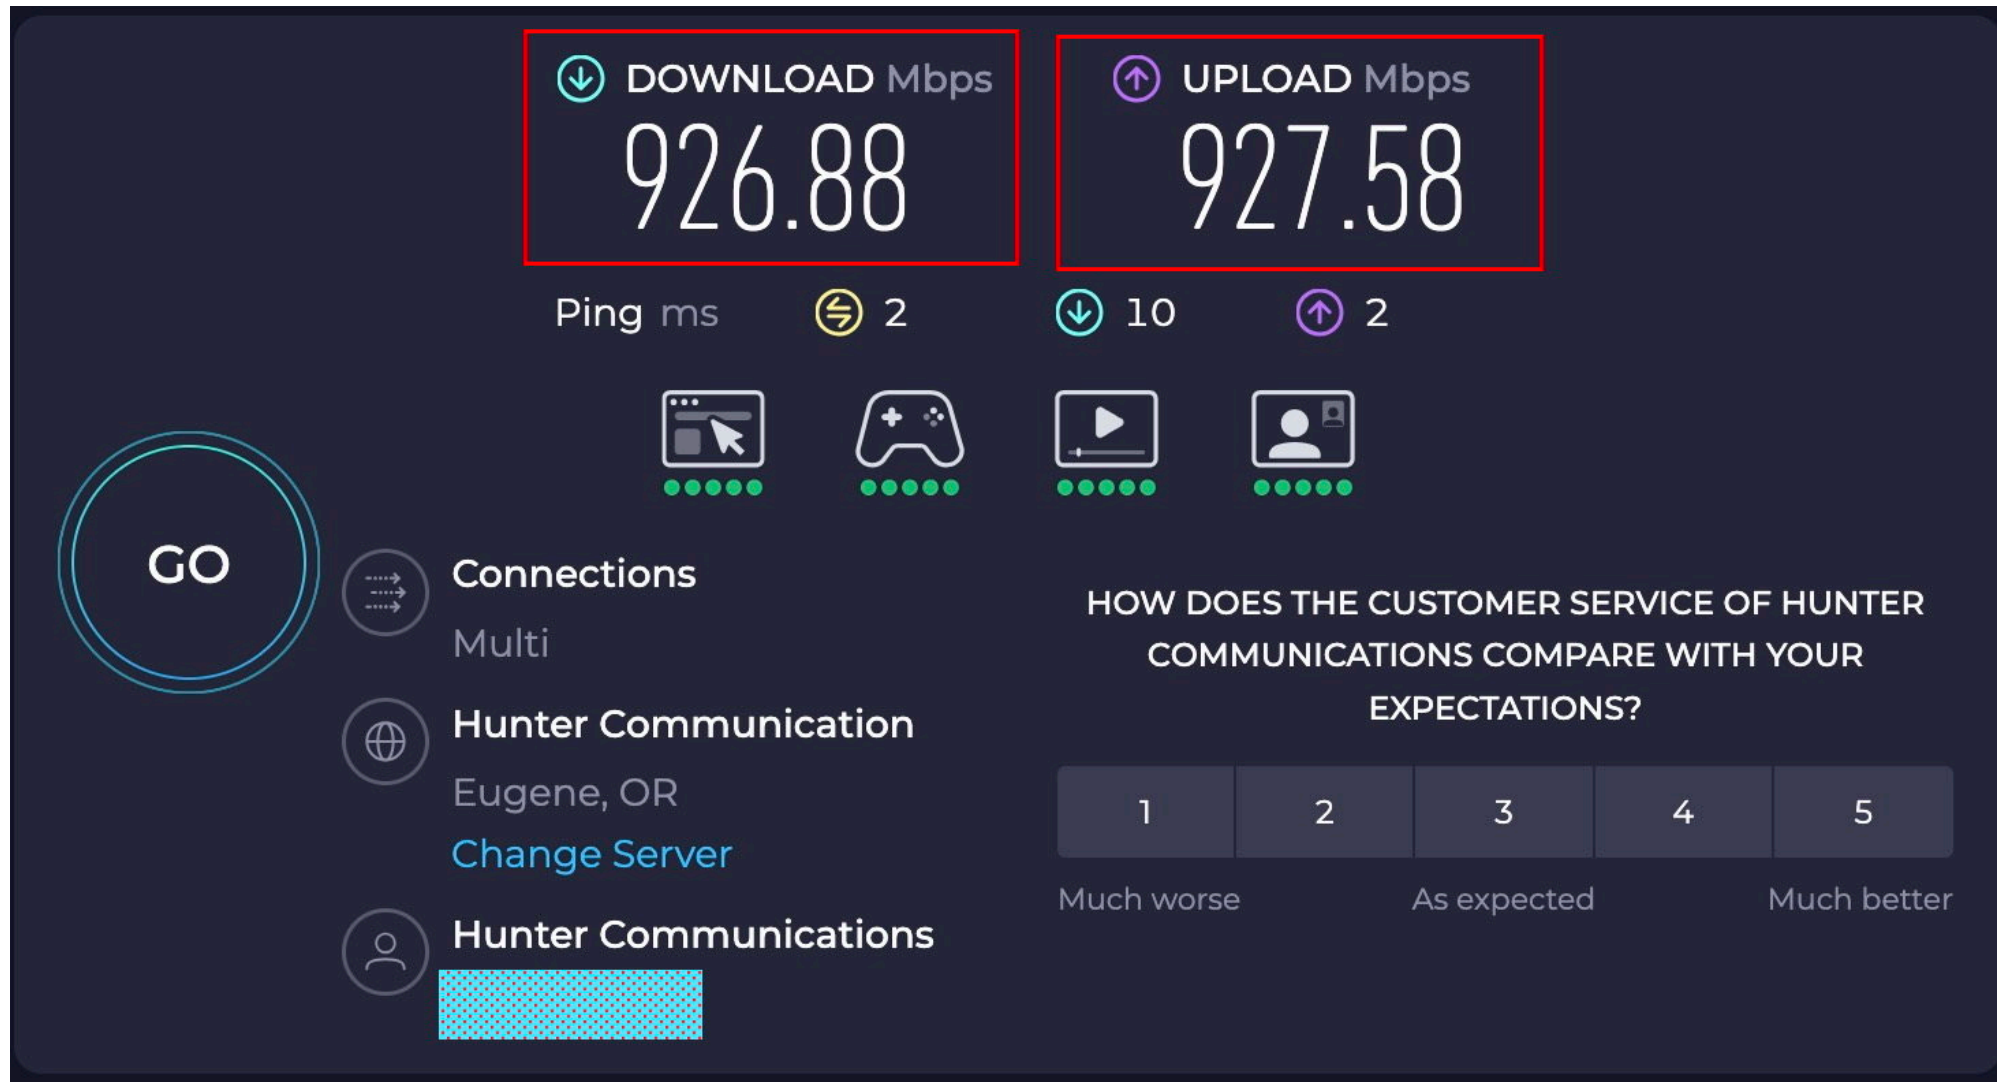 DOWNLOAD Mbps
926.88
UPLOAD Mbps
927.58
Ping ms 2 10 2
GO
Connections
Multi
Hunter Communication
Eugene, OR
Change Server
Hunter Communications
HOW DOES THE CUSTOMER SERVICE OF HUNTER
COMMUNICATIONS COMPARE WITH YOUR
EXPECTATIONS?
1 2 3 4 5
Much worse As expected Much better